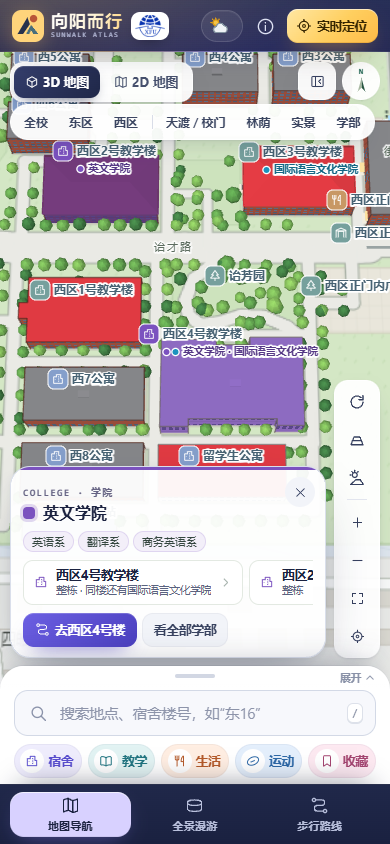 向阳而行
SUNWALK ATLAS
XFU
实时定位
西5公寓
西4公寓
西3公寓
3D 地图
2D 地图
N
全校
东区
西区
天渡 / 校门
林荫
实景
学部
西区2号教学楼
英文学院
西区3号教学楼
国际语言文化学院
西区正
西区正
诒才路
诒芳园
西区正门内广
西区1号教学楼
西区4号教学楼
英文学院 · 国际语言文化学院
西7公寓
西8公寓
留学生公寓
COLLEGE · 学院
英文学院
英语系
翻译系
商务英语系
西区4号教学楼
整栋 · 同楼还有国际语言文化学院
西区2
整栋
去西区4号楼
看全部学部
展开
搜索地点、宿舍楼号，如“东16”
/
宿舍
教学
生活
运动
收藏
地图导航
全景漫游
步行路线